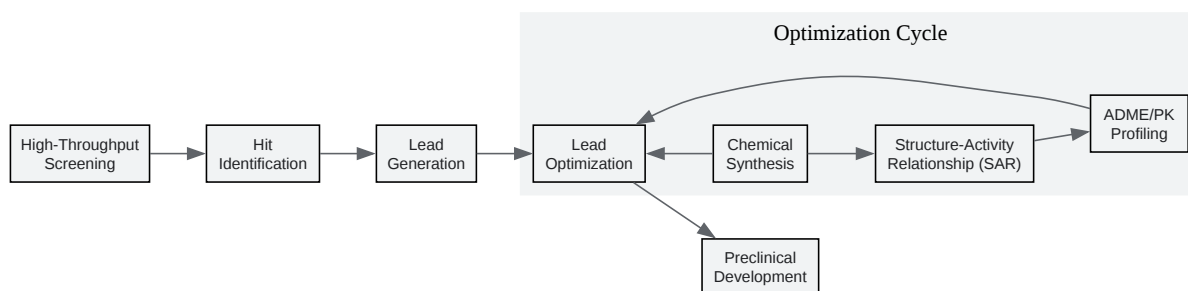 Optimization Cycle
High-Throughput
Screening
Hit
Identification
Lead
Generation
Lead
Optimization
Chemical
Synthesis
Structure-Activity
Relationship (SAR)
ADME/PK
Profiling
Preclinical
Development